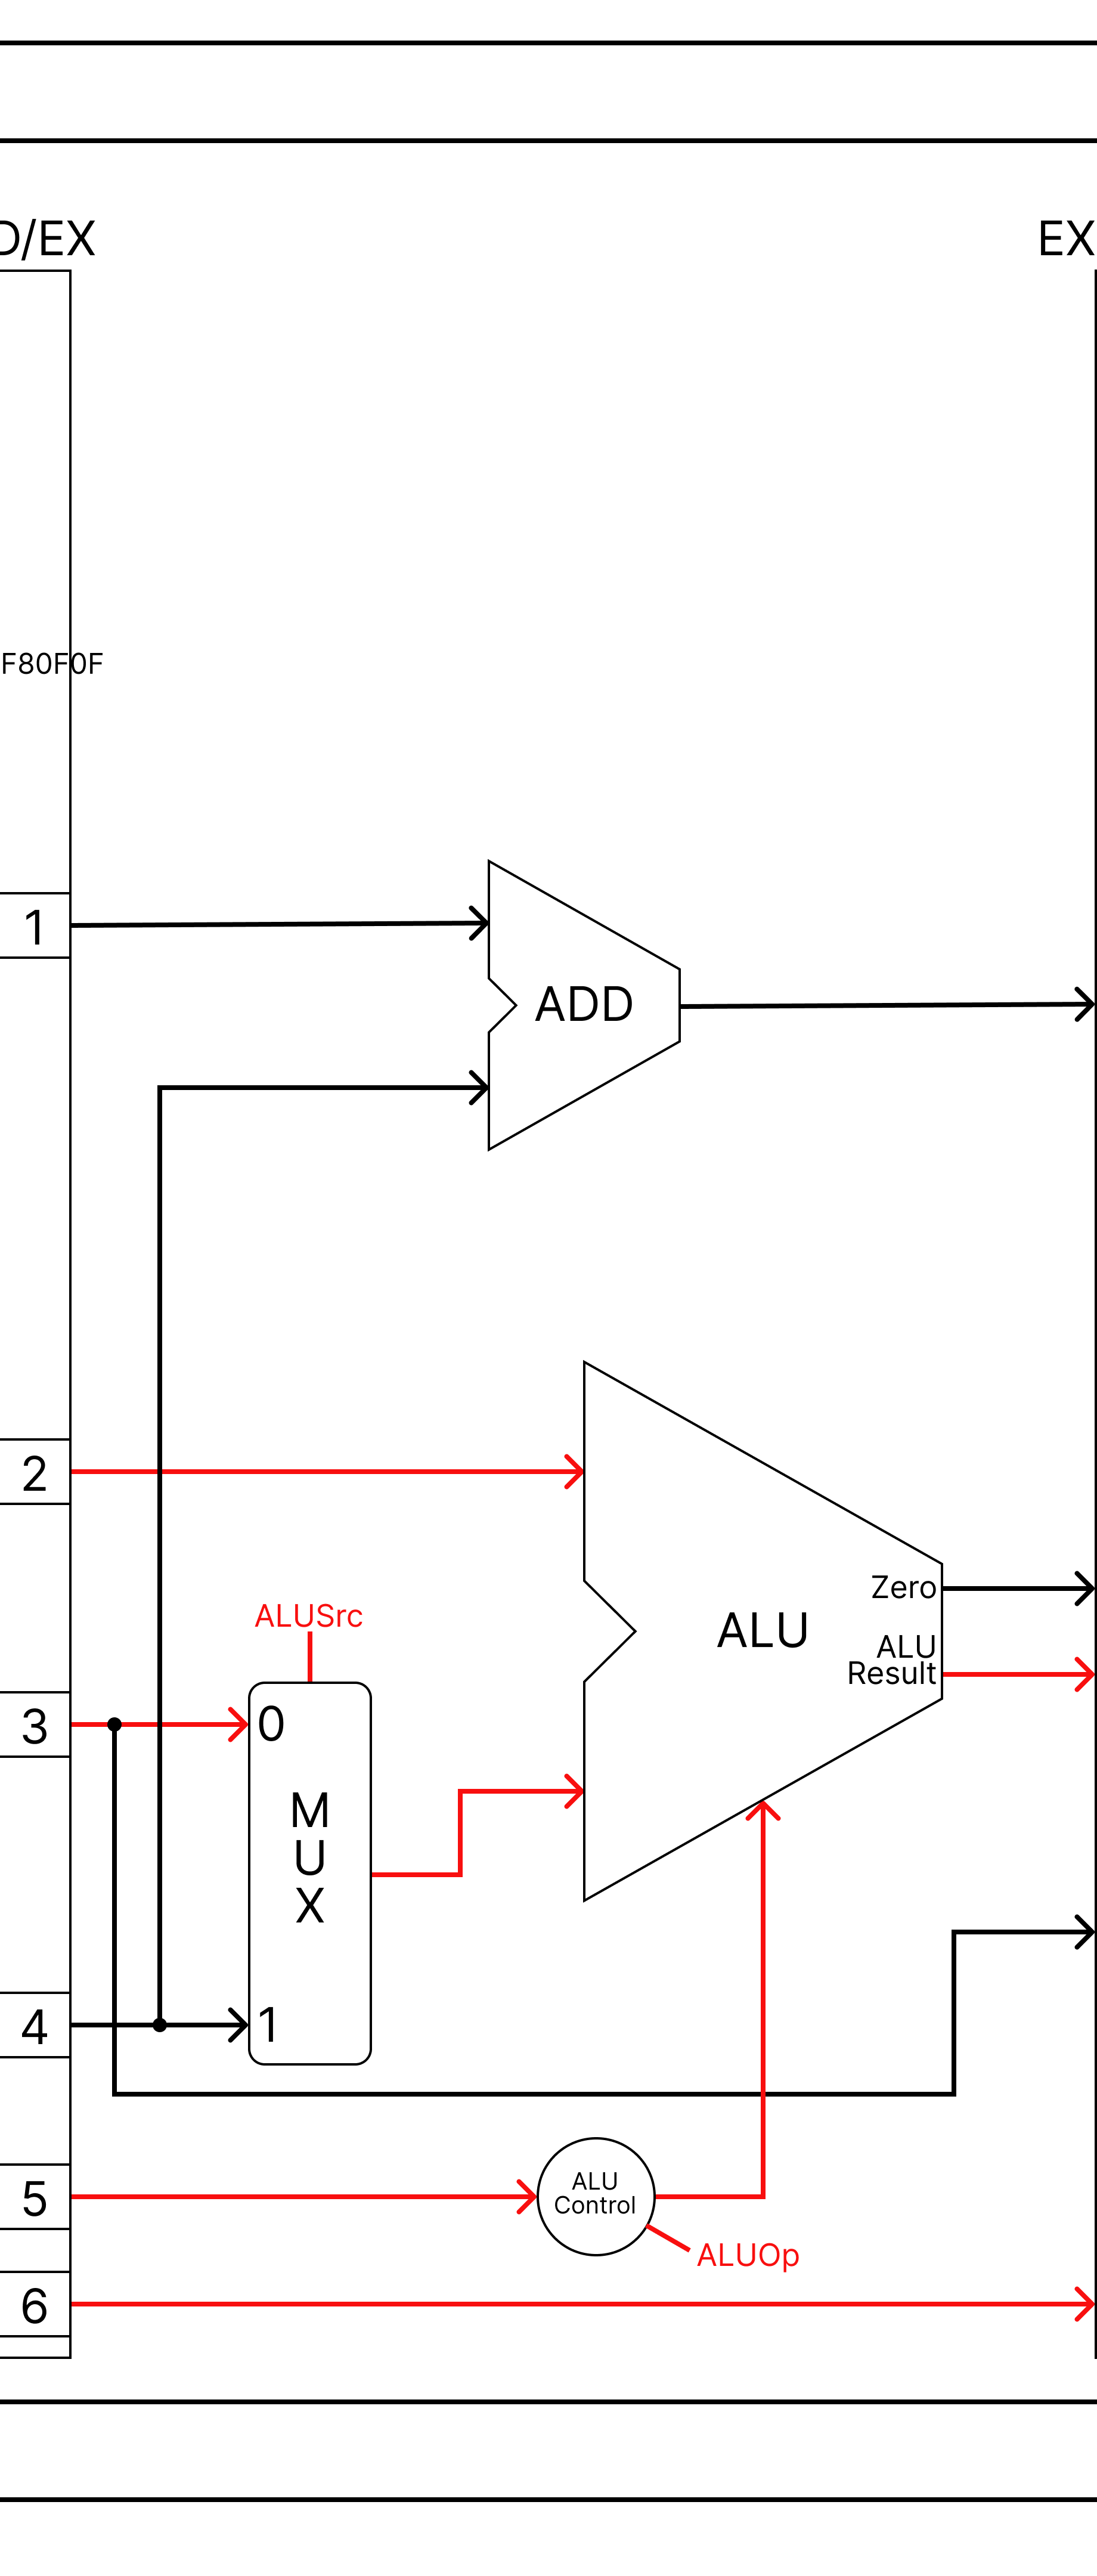 D/EX
EX
F80F0F
1
ADD
2
Zero
ALUSrc
ALU
ALU
Result
3
0
M
U
X
4
1
5
ALU
Control
ALUOp
6